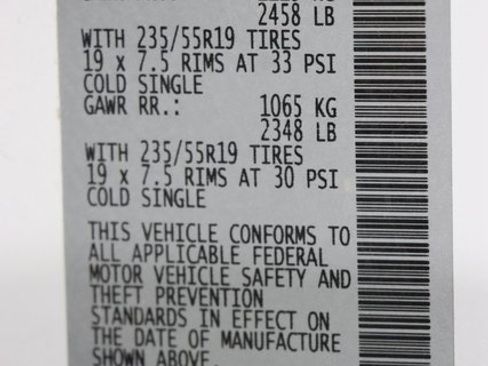 2458 LB
WITH 235/55R19 TIRES
19 x 7.5 RIMS AT 33 PSI
COLD SINGLE
GAWR RR.: 1065 KG
2348 LB
WITH 235/55R19 TIRES
19 x 7.5 RIMS AT 30 PSI
COLD SINGLE
THIS VEHICLE CONFORMS TO
ALL APPLICABLE FEDERAL
MOTOR VEHICLE SAFETY AND
THEFT PREVENTION
STANDARDS IN EFFECT ON
THE DATE OF MANUFACTURE
SHOWN ABOVE.